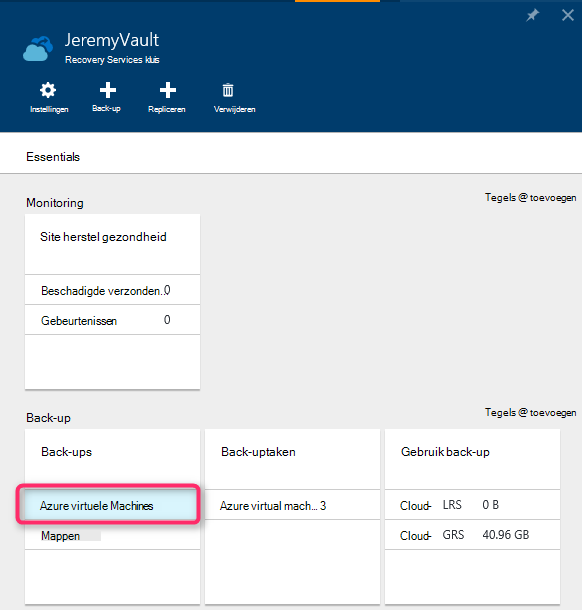 JeremyVault
Recovery Services kluis
Instellingen Back-up Repliceren Verwijderen
Essentials
Monitoring Tegels @ toevoegen
Site herstel gezondheid
Beschadigde verzonden... 0
Gebeurtenissen 0
Back-up Tegels @ toevoegen
Back-ups Back-uptaken Gebruik back-up
Azure virtuele Machines Azure virtual mach... 3 Cloud- LRS 0 B
Mappen Cloud- GRS 40.96 GB